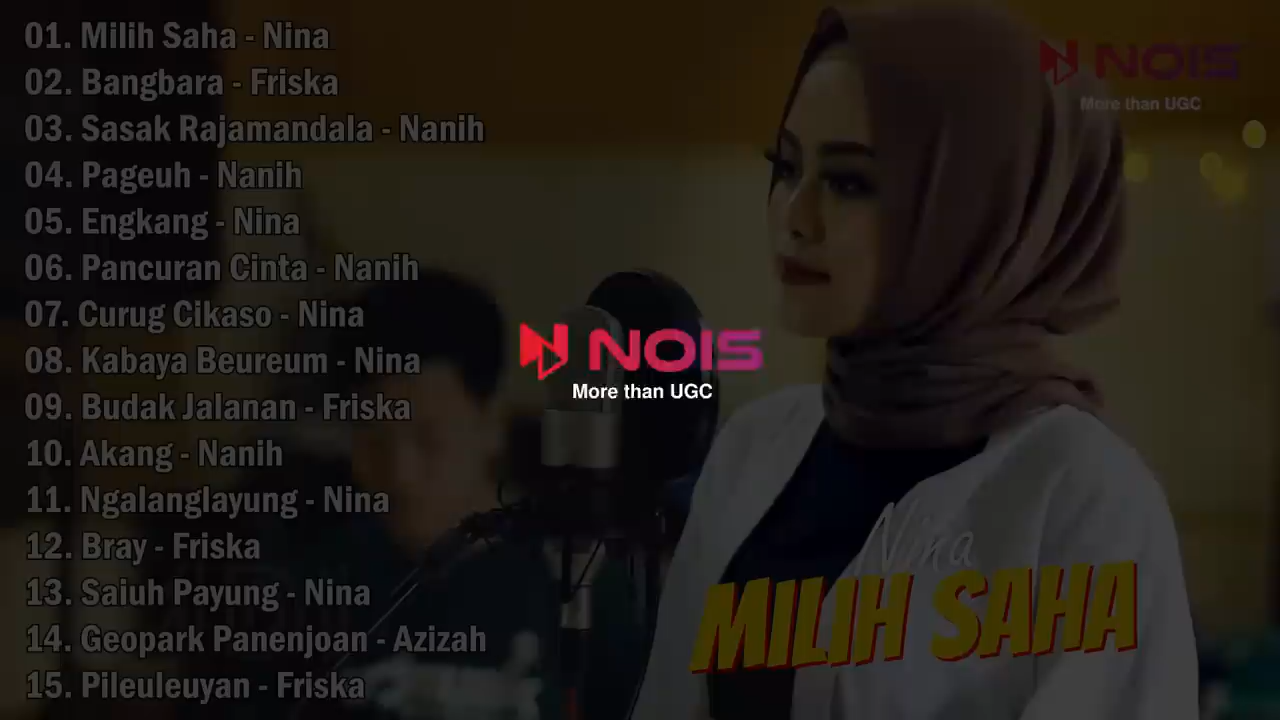 01. Milih Saha - Nina
02. Bangbara - Friska
03. Sasak Rajamandala - Nanih
04. Pageuh - Nanih
05. Engkang - Nina
06. Pancuran Cinta - Nanih
07. Curug Cikaso - Nina
08. Kabaya Beureum - Nina
09. Budak Jalanan - Friska
10. Akang - Nanih
11. Ngalanglayung - Nina
12. Bray - Friska
13. Saiuh Payung - Nina
14. Geopark Panenjoan - Azizah
15. Pileuleuyan - Friska
NOIS
More than UGC
NOIS
More than UGC
Nina
MILIH SAHA